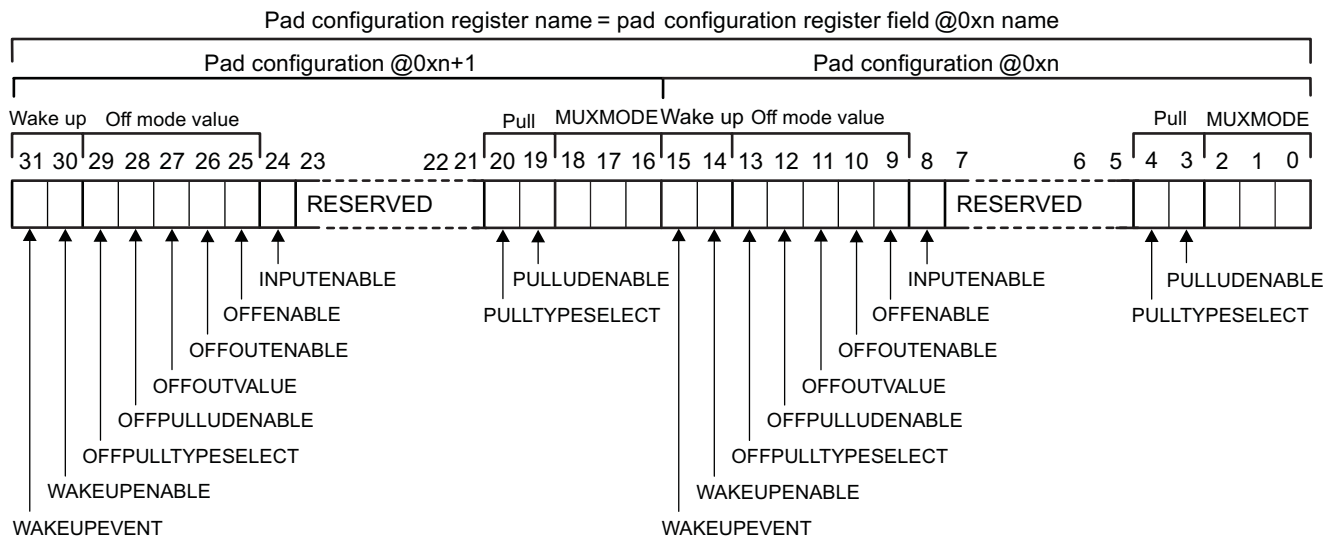 Pad configuration register name = pad configuration register field @0xn name
Pad configuration @0xn+1 Pad configuration @0xn
Wake up Off mode value Pull MUXMODE Wake up Off mode value Pull MUXMODE
31 30 29 28 27 26 25 24 23 22 21 20 19 18 17 16 15 14 13 12 11 10 9 8 7 6 5 4 3 2 1 0
RESERVED RESERVED
INPUTENABLE PULLUDENABLE INPUTENABLE PULLUDENABLE
OFFENABLE PULLTYPESELECT OFFENABLE PULLTYPESELECT
OFFOUTENABLE OFFOUTENABLE
OFFOUTVALUE OFFOUTVALUE
OFFPULLUDENABLE OFFPULLUDENABLE
OFFPULLTYPESELECT OFFPULLTYPESELECT
WAKEUPENABLE WAKEUPENABLE
WAKEUPEVENT WAKEUPEVENT